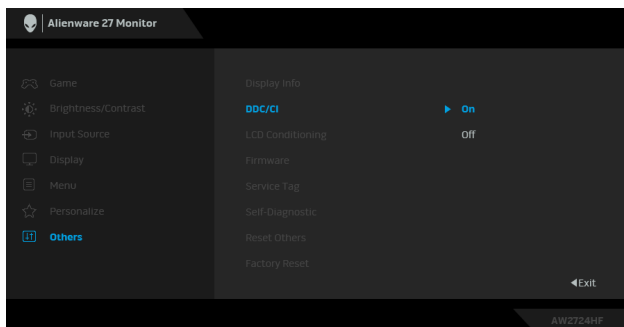 Alienware 27 Monitor
Game
Display Info
Brightness/Contrast
DDC/CI
On
Input Source
LCD Conditioning
Off
Display
Firmware
Menu
Service Tag
Personalize
Self-Diagnostic
Others
Reset Others
Factory Reset
Exit
AW2724HF